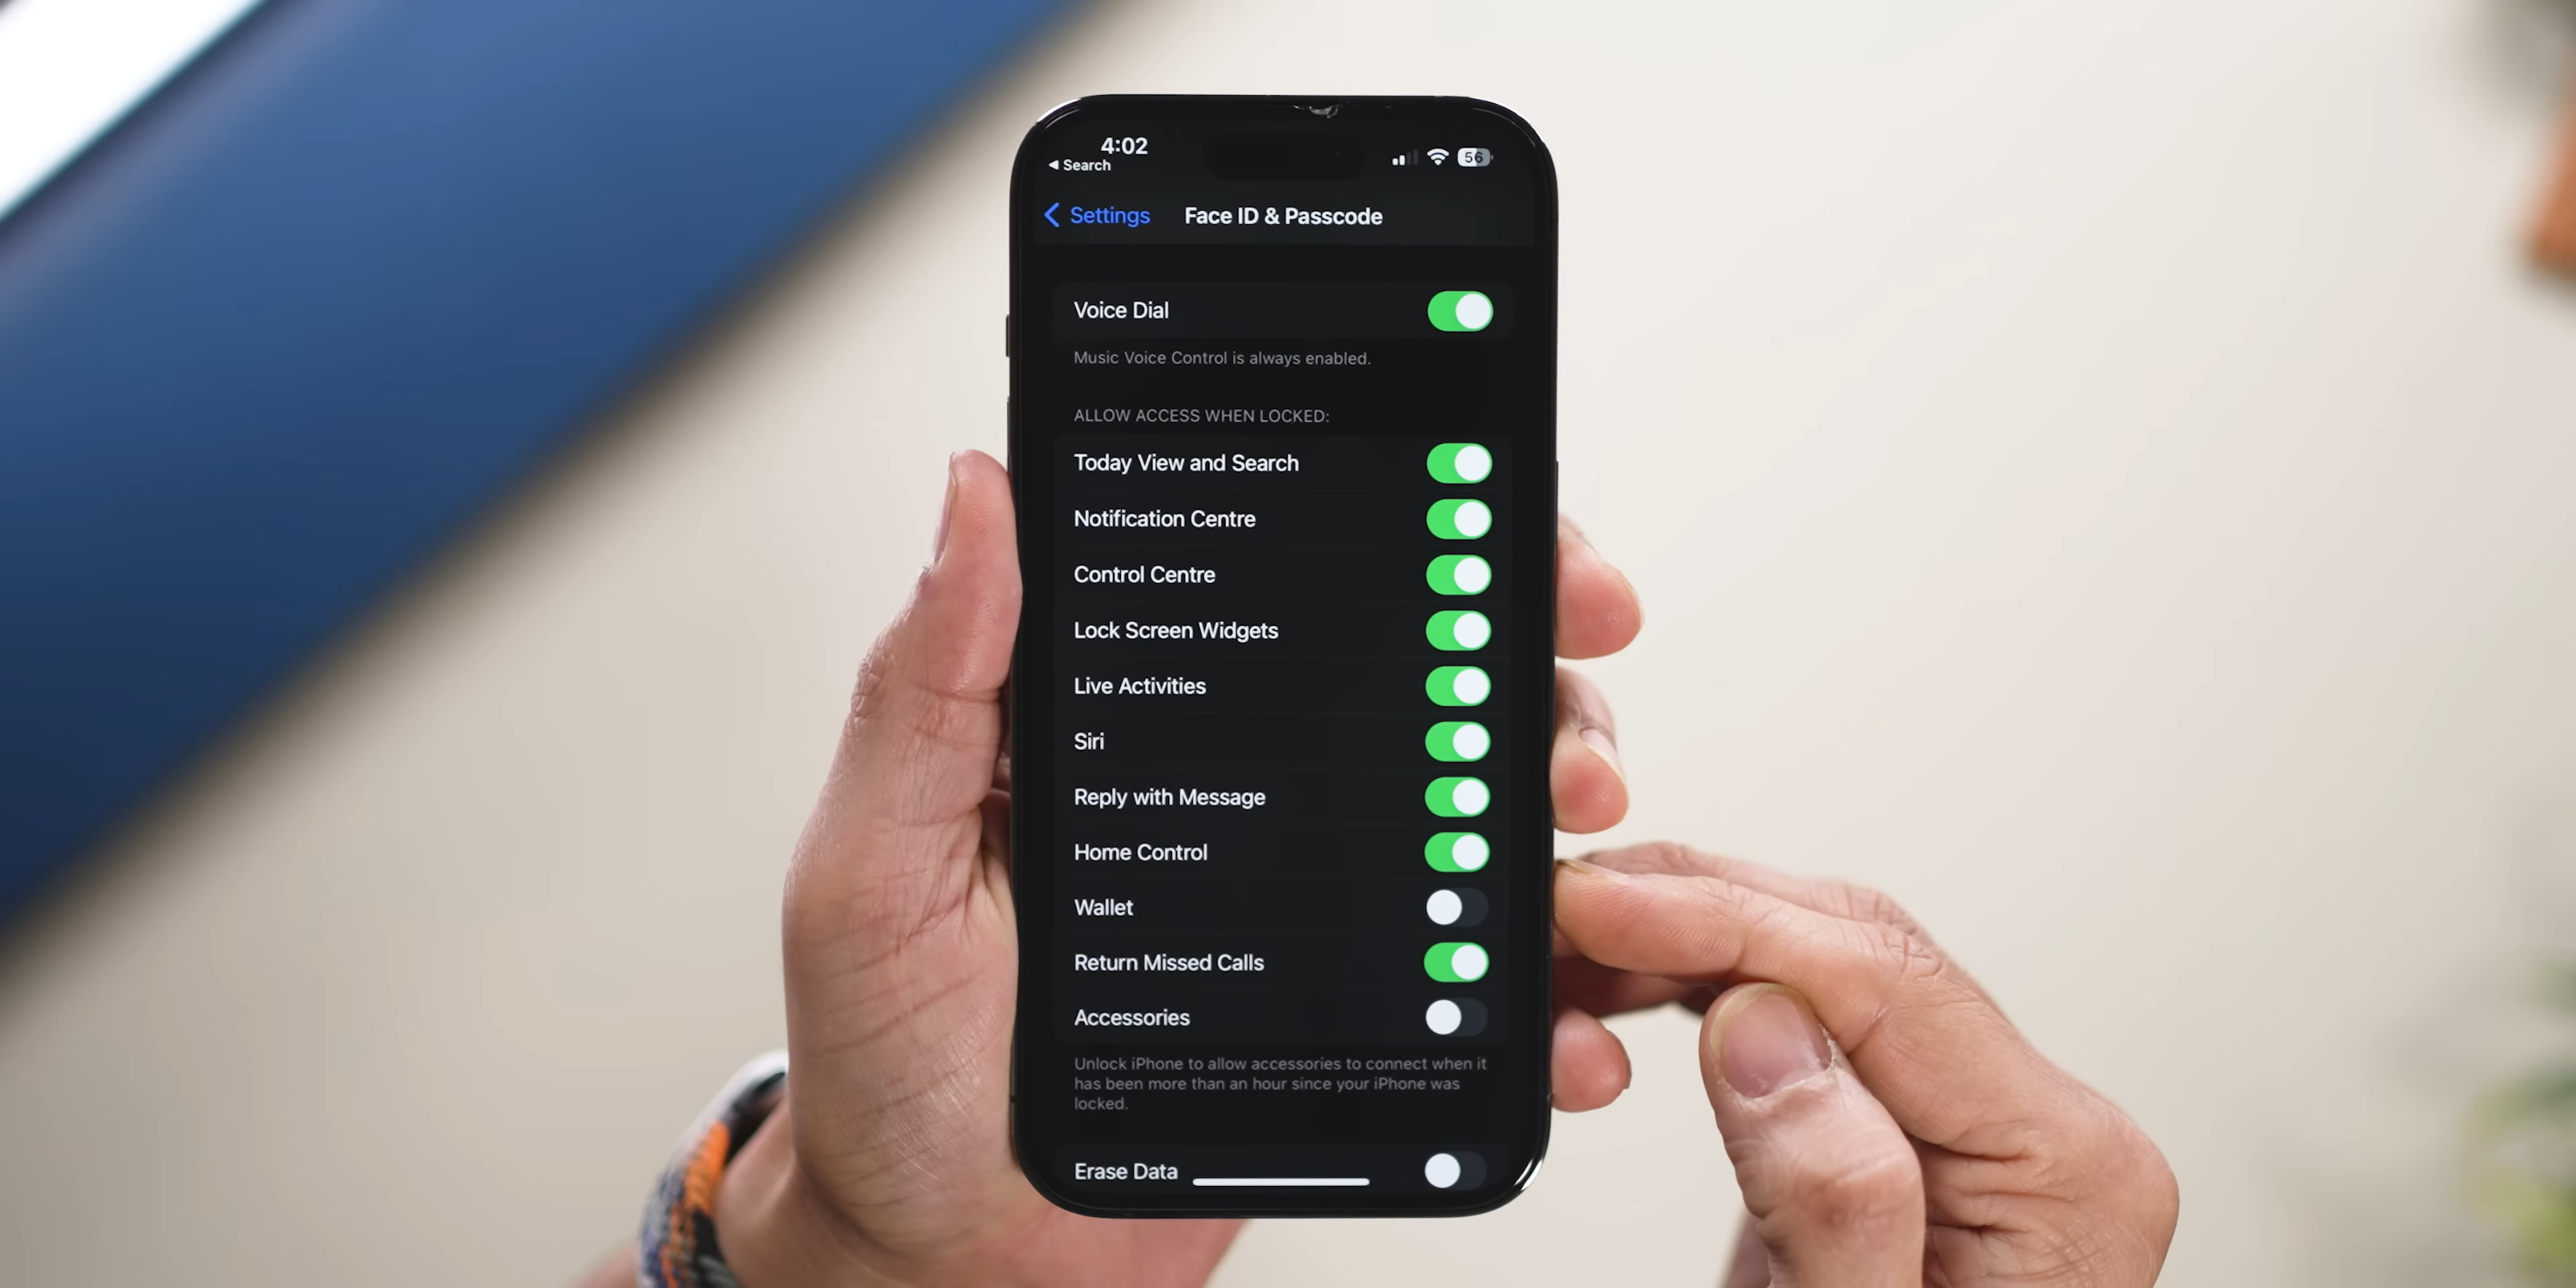 4:02
◀ Search
56
Settings
Face ID & Passcode
Voice Dial
Music Voice Control is always enabled.
ALLOW ACCESS WHEN LOCKED:
Today View and Search
Notification Centre
Control Centre
Lock Screen Widgets
Live Activities
Siri
Reply with Message
Home Control
Wallet
Return Missed Calls
Accessories
Unlock iPhone to allow accessories to connect when it
has been more than an hour since your iPhone was
locked.
Erase Data